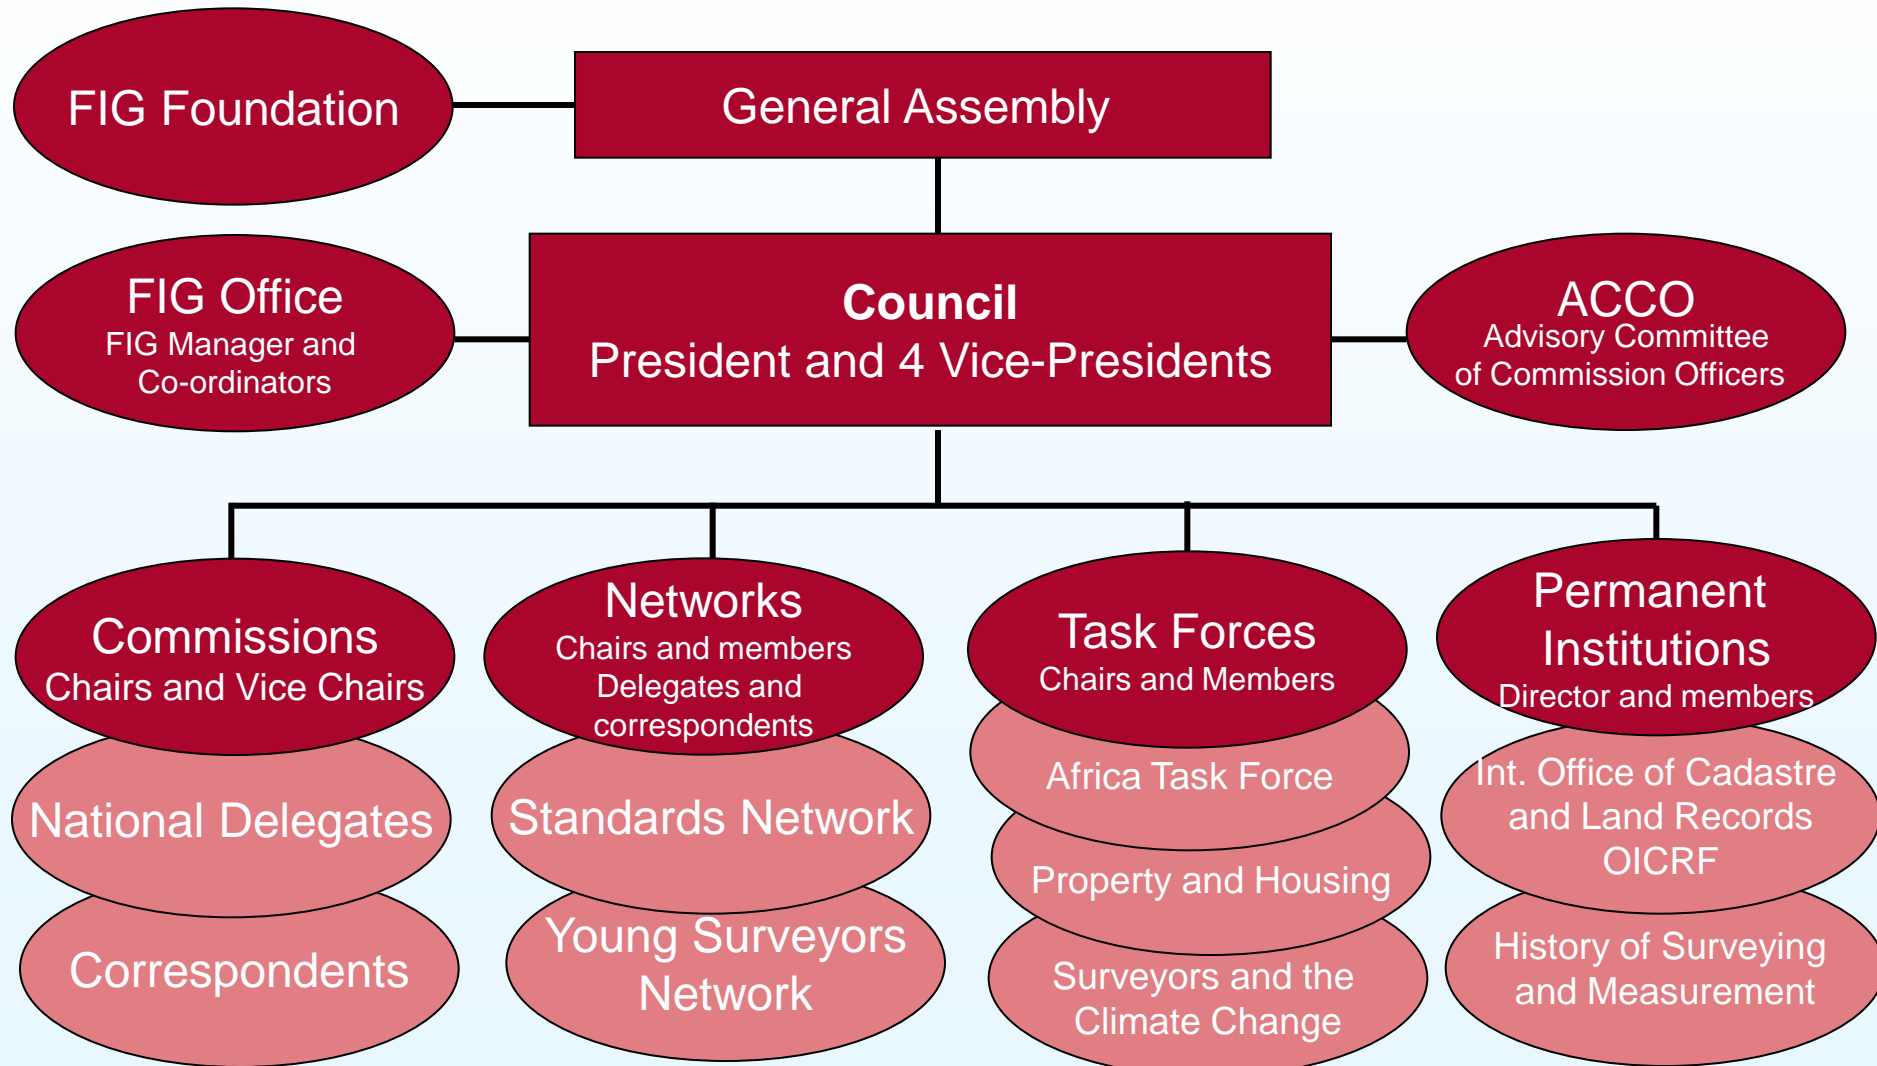 FIG Foundation
General Assembly
FIG Office
FIG Manager and
Co-ordinators
Council
President and 4 Vice-Presidents
ACCO
Advisory Committee
of Commission Officers
Commissions
Chairs and Vice Chairs
National Delegates
Correspondents
Networks
Chairs and members
Delegates and
correspondents
Standards Network
Young Surveyors
Network
Task Forces
Chairs and Members
Africa Task Force
Property and Housing
Surveyors and the
Climate Change
Permanent
Institutions
Director and members
Int. Office of Cadastre
and Land Records
OICRF
History of Surveying
and Measurement